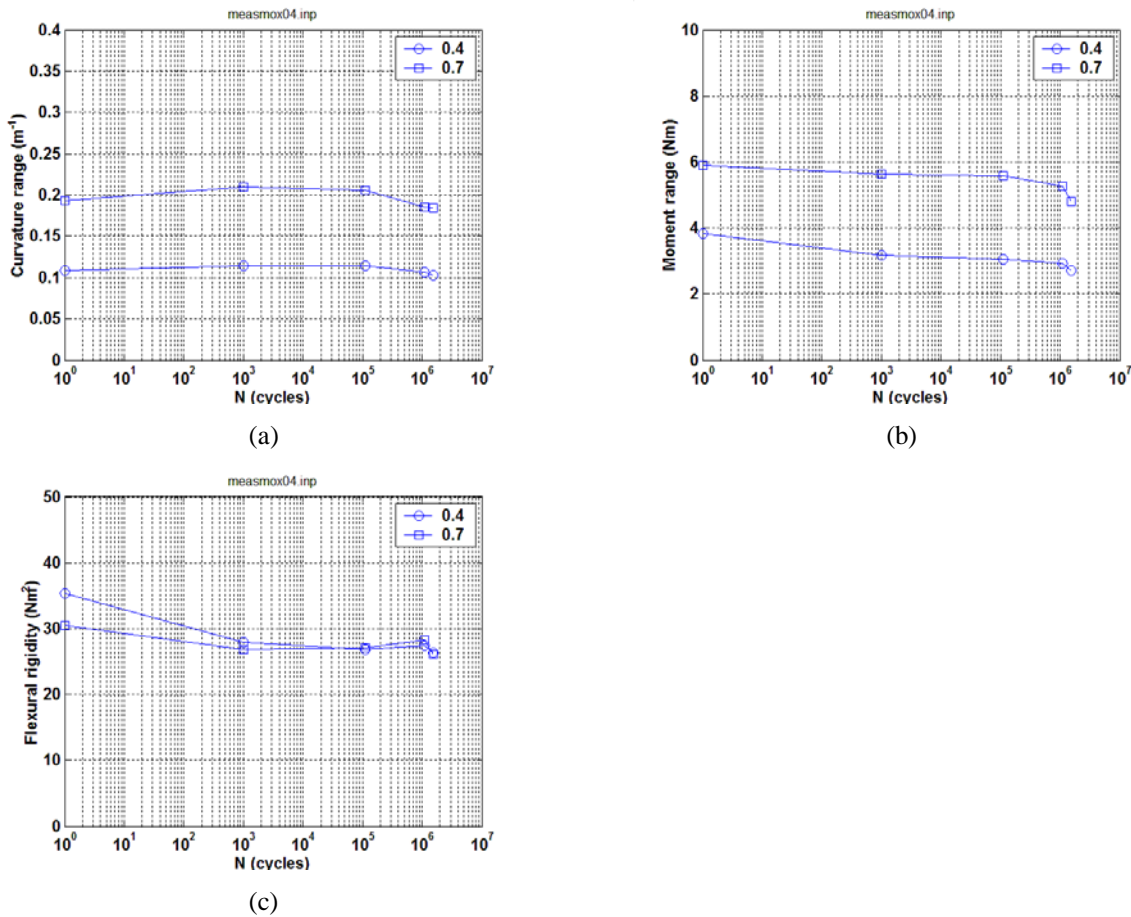 measmox04.inp
0.4
0.7
0.4
0.35
0.3
0.25
0.2
0.15
0.1
0.05
0
Curvature range (m⁻¹)
10⁰ 10¹ 10² 10³ 10⁴ 10⁵ 10⁶ 10⁷
N (cycles)
(a)
measmox04.inp
0.4
0.7
10
8
6
4
2
0
Moment range (Nm)
10⁰ 10¹ 10² 10³ 10⁴ 10⁵ 10⁶ 10⁷
N (cycles)
(b)
measmox04.inp
0.4
0.7
50
40
30
20
10
0
Flexural rigidity (Nm²)
10⁰ 10¹ 10² 10³ 10⁴ 10⁵ 10⁶ 10⁷
N (cycles)
(c)